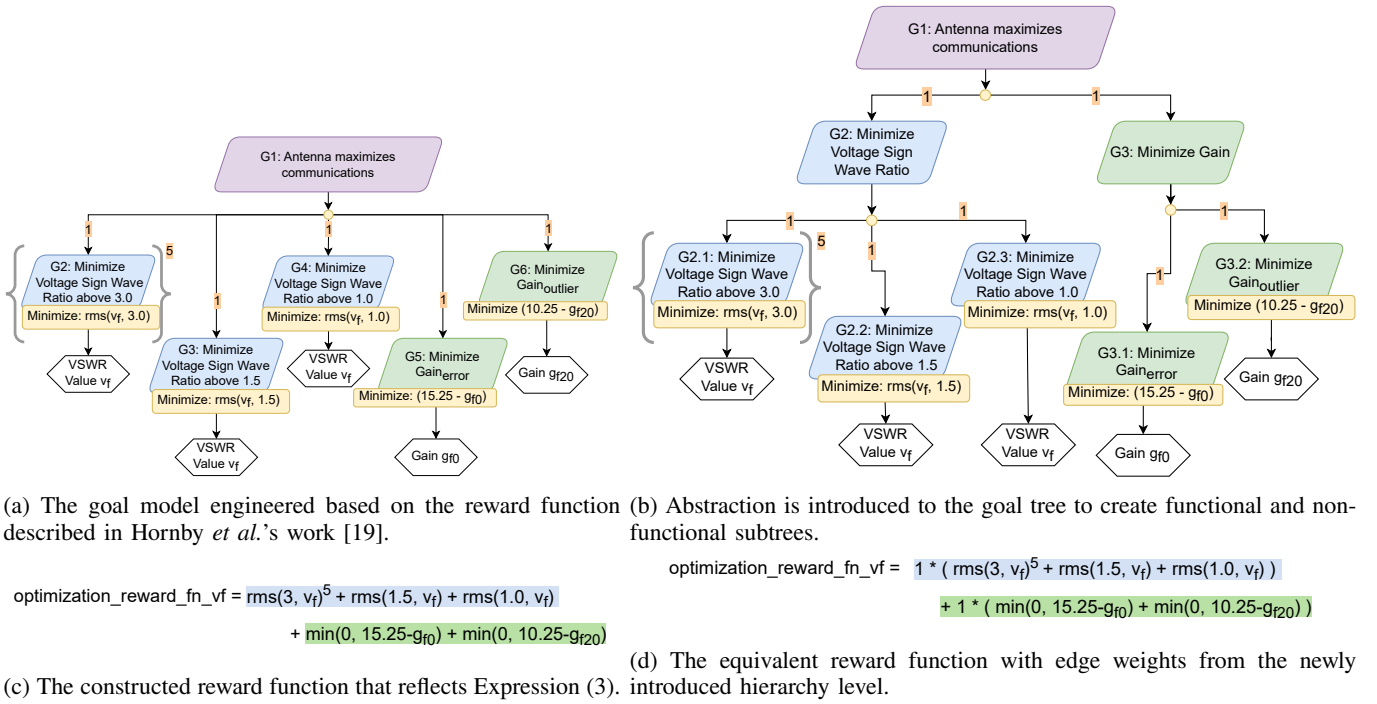 G1: Antenna maximizes
communications
1
1
1
1
1
5
G2: Minimize
Voltage Sign Wave
Ratio above 3.0
Minimize: rms(vf, 3.0)
VSWR
Value vf
G3: Minimize
Voltage Sign Wave
Ratio above 1.5
Minimize: rms(vf, 1.5)
VSWR
Value vf
G4: Minimize
Voltage Sign Wave
Ratio above 1.0
Minimize: rms(vf, 1.0)
VSWR
Value vf
G5: Minimize
Gainerror
Minimize: (15.25 - gf0)
Gain gf0
G6: Minimize
Gainoutlier
Minimize (10.25 - gf20)
Gain gf20
(a) The goal model engineered based on the reward function
described in Hornby et al.'s work [19].
G1: Antenna maximizes
communications
1
1
G2: Minimize
Voltage Sign
Wave Ratio
G3: Minimize Gain
1
1
1
5
1
1
G2.1: Minimize
Voltage Sign Wave
Ratio above 3.0
Minimize: rms(vf, 3.0)
VSWR
Value vf
G2.2: Minimize
Voltage Sign Wave
Ratio above 1.5
Minimize: rms(vf, 1.5)
VSWR
Value vf
G2.3: Minimize
Voltage Sign Wave
Ratio above 1.0
Minimize: rms(vf, 1.0)
VSWR
Value vf
G3.1: Minimize
Gainerror
Minimize: (15.25 - gf0)
Gain gf0
G3.2: Minimize
Gainoutlier
Minimize (10.25 - gf20)
Gain gf20
(b) Abstraction is introduced to the goal tree to create functional and non-
functional subtrees.
optimization_reward_fn_vf = rms(3, vf)5 + rms(1.5, vf) + rms(1.0, vf)
+ min(0, 15.25-gf0) + min(0, 10.25-gf20)
(c) The constructed reward function that reflects Expression (3).
optimization_reward_fn_vf = 1 * ( rms(3, vf)5 + rms(1.5, vf) + rms(1.0, vf) )
+ 1 * ( min(0, 15.25-gf0) + min(0, 10.25-gf20) )
(d) The equivalent reward function with edge weights from the newly
introduced hierarchy level.